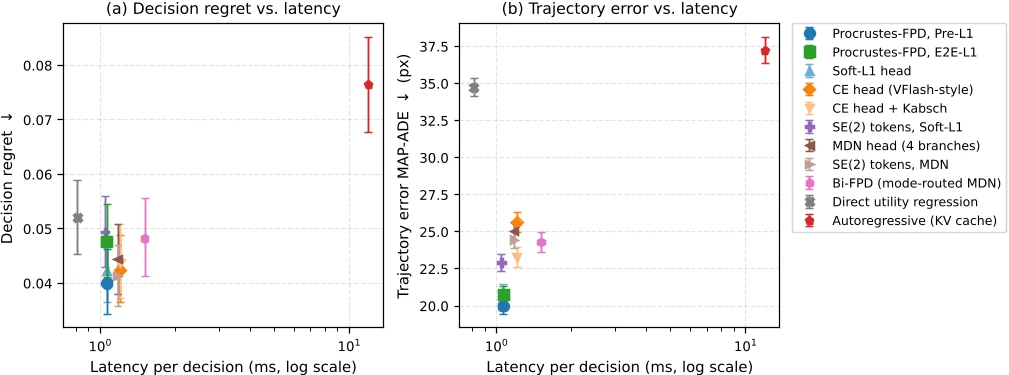 (a) Decision regret vs. latency
Decision regret ↓
0.08
0.07
0.06
0.05
0.04
10⁰
10¹
Latency per decision (ms, log scale)
(b) Trajectory error vs. latency
Trajectory error MAP-ADE ↓ (px)
37.5
35.0
32.5
30.0
27.5
25.0
22.5
20.0
10⁰
10¹
Latency per decision (ms, log scale)
Procrustes-FPD, Pre-L1
Procrustes-FPD, E2E-L1
Soft-L1 head
CE head (VFlash-style)
CE head + Kabsch
SE(2) tokens, Soft-L1
MDN head (4 branches)
SE(2) tokens, MDN
Bi-FPD (mode-routed MDN)
Direct utility regression
Autoregressive (KV cache)